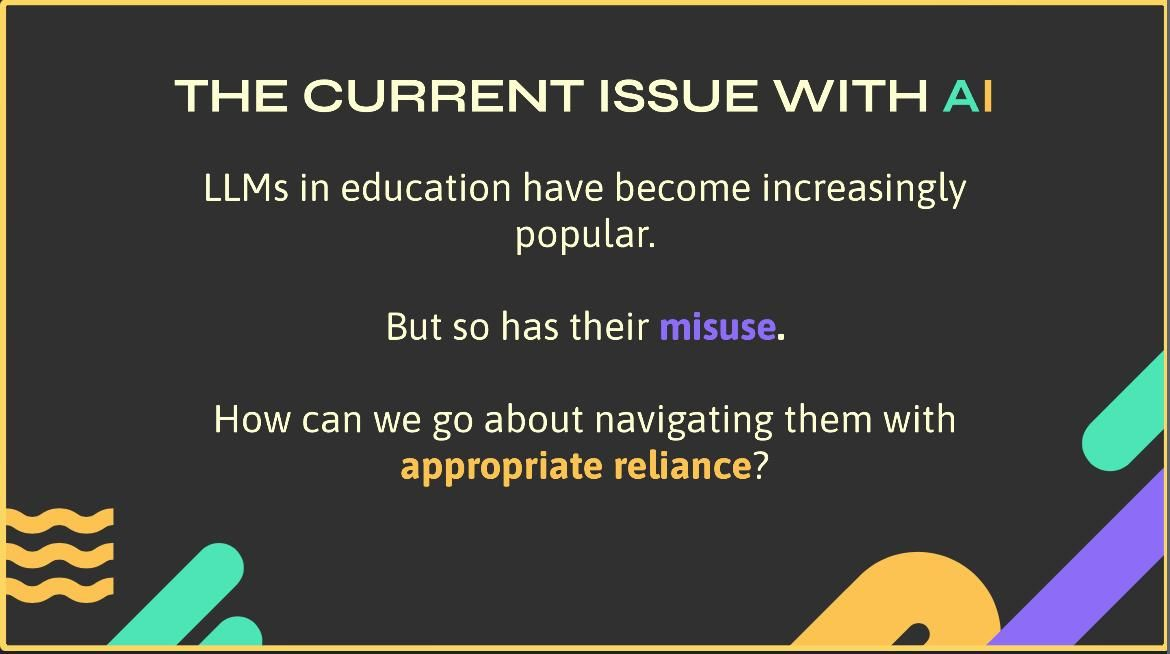 THE CURRENT ISSUE WITH AI
LLMs in education have become increasingly
popular.
But so has their misuse.
How can we go about navigating them with
appropriate reliance?